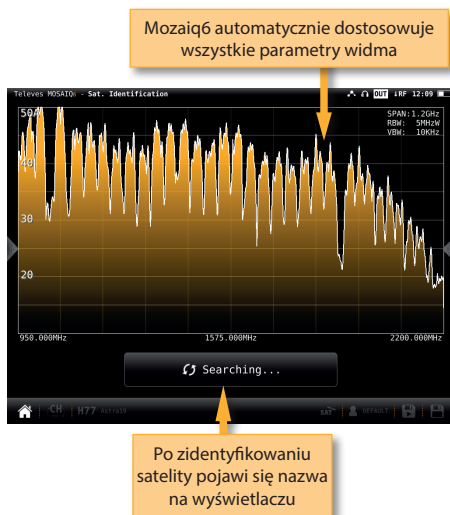 Mozaiq6 automatycznie dostosowuje
wszystkie parametry widma
Televes MOSAIQ6 - Sat. Identification
OUT ↓RF 12:09
SPAN:1.2GHz
RBW: 5MHzW
VBW: 10KHz
50
40
30
20
950.000MHz 1575.000MHz 2200.000MHz
Searching...
CH H77 Astra19 SAT DEFAULT
Po zidentyfikowaniu
satelity pojawi się nazwa
na wyświetlaczu